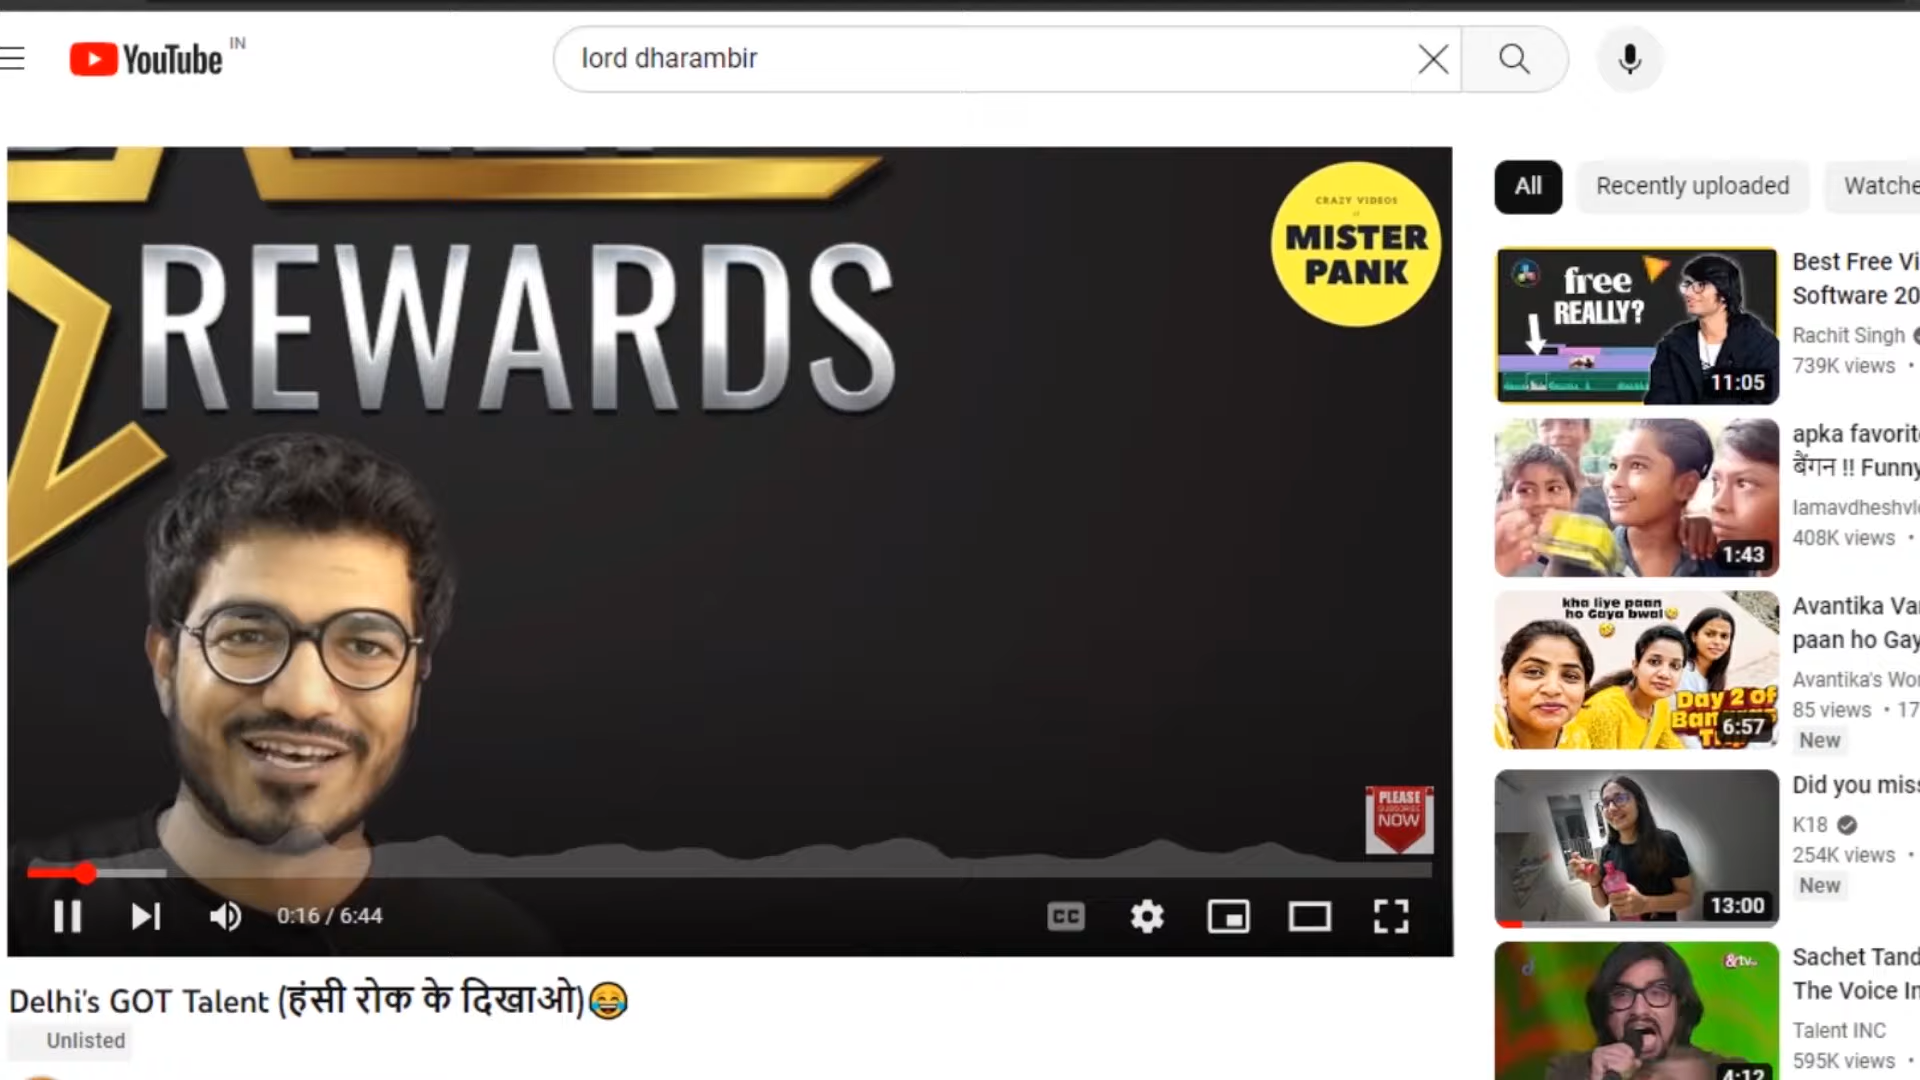 YouTube IN
lord dharambir
REWARDS
CRAZY VIDEOS
of
MISTER
PANK
PLEASE
SUBSCRIBE
NOW
0:16 / 6:44
CC
Delhi's GOT Talent (हंसी रोक के दिखाओ)😂
Unlisted
All
Recently uploaded
Watche
free
REALLY?
11:05
Best Free Vi
Software 20
Rachit Singh
739K views •
1:43
apka favorit
बैंगन !! Funny
Iamavdheshvl
408K views •
kha liye paan
ho Gaya bwal
Day 2 of
6:57
Avantika Va
paan ho Gay
Avantika's Wo
85 views • 17
New
13:00
Did you miss
K18
254K views •
New
&tv
4:12
Sachet Tand
The Voice In
Talent INC
595K views •